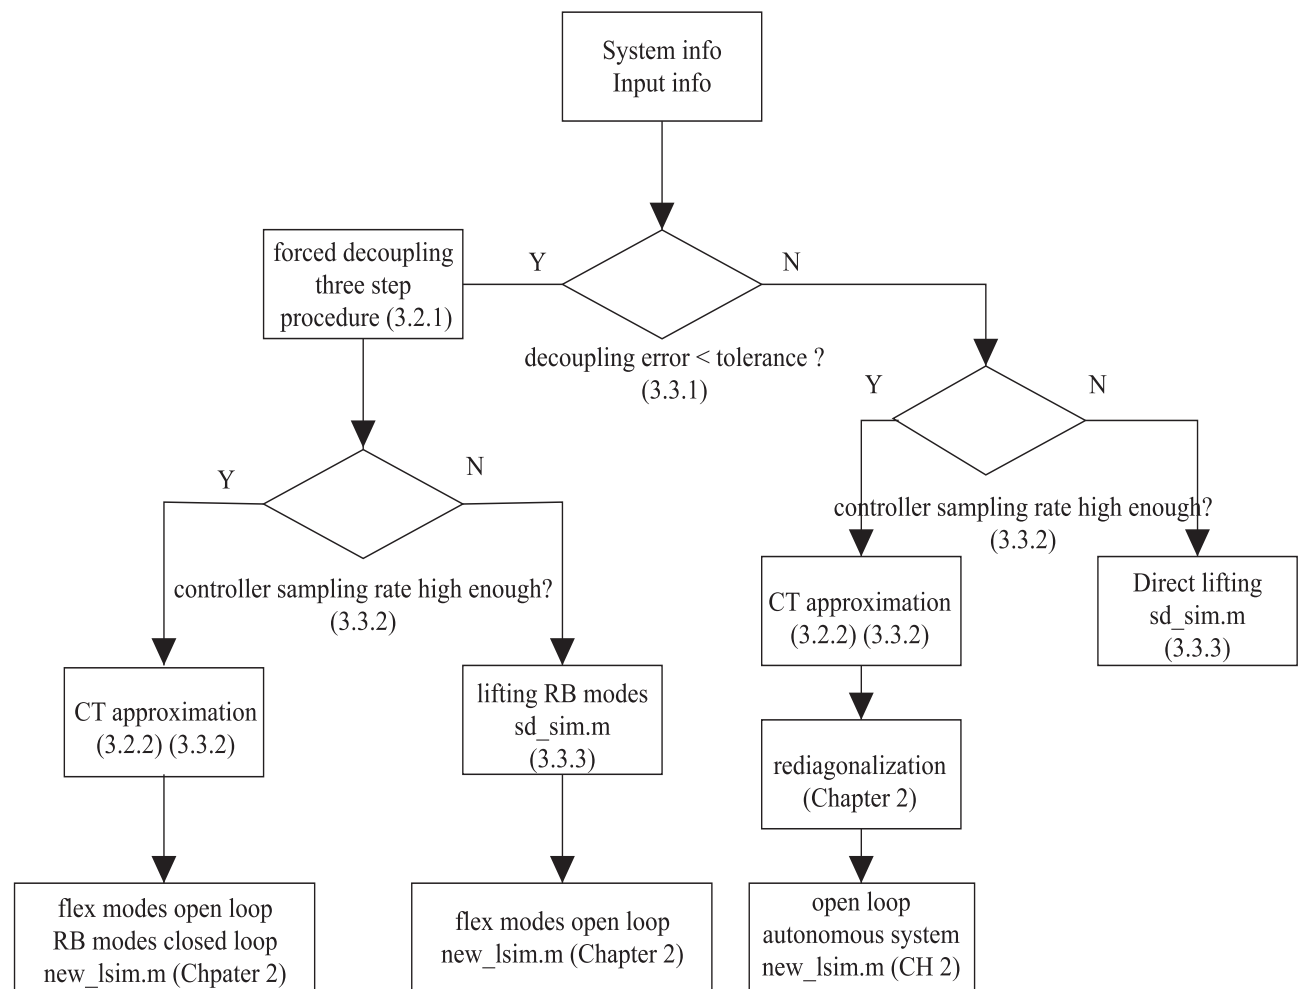 System info
Input info
Y
N
forced decoupling
three step
procedure (3.2.1)
decoupling error < tolerance ?
(3.3.1)
Y
N
Y
N
controller sampling rate high enough?
(3.3.2)
controller sampling rate high enough?
(3.3.2)
CT approximation
(3.2.2) (3.3.2)
Direct lifting
sd_sim.m
(3.3.3)
CT approximation
(3.2.2) (3.3.2)
lifting RB modes
sd_sim.m
(3.3.3)
rediagonalization
(Chapter 2)
flex modes open loop
RB modes closed loop
new_lsim.m (Chpater 2)
flex modes open loop
new_lsim.m (Chapter 2)
open loop
autonomous system
new_lsim.m (CH 2)